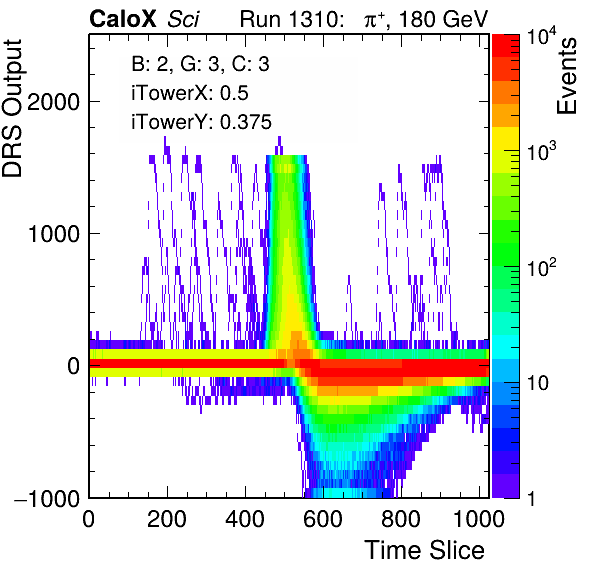 CaloX Sci Run 1310: π⁺, 180 GeV
B: 2, G: 3, C: 3
iTowerX: 0.5
iTowerY: 0.375
DRS Output
2000
1000
0
−1000
0 200 400 600 800 1000
Time Slice
Events
10⁴
10³
10²
10
1